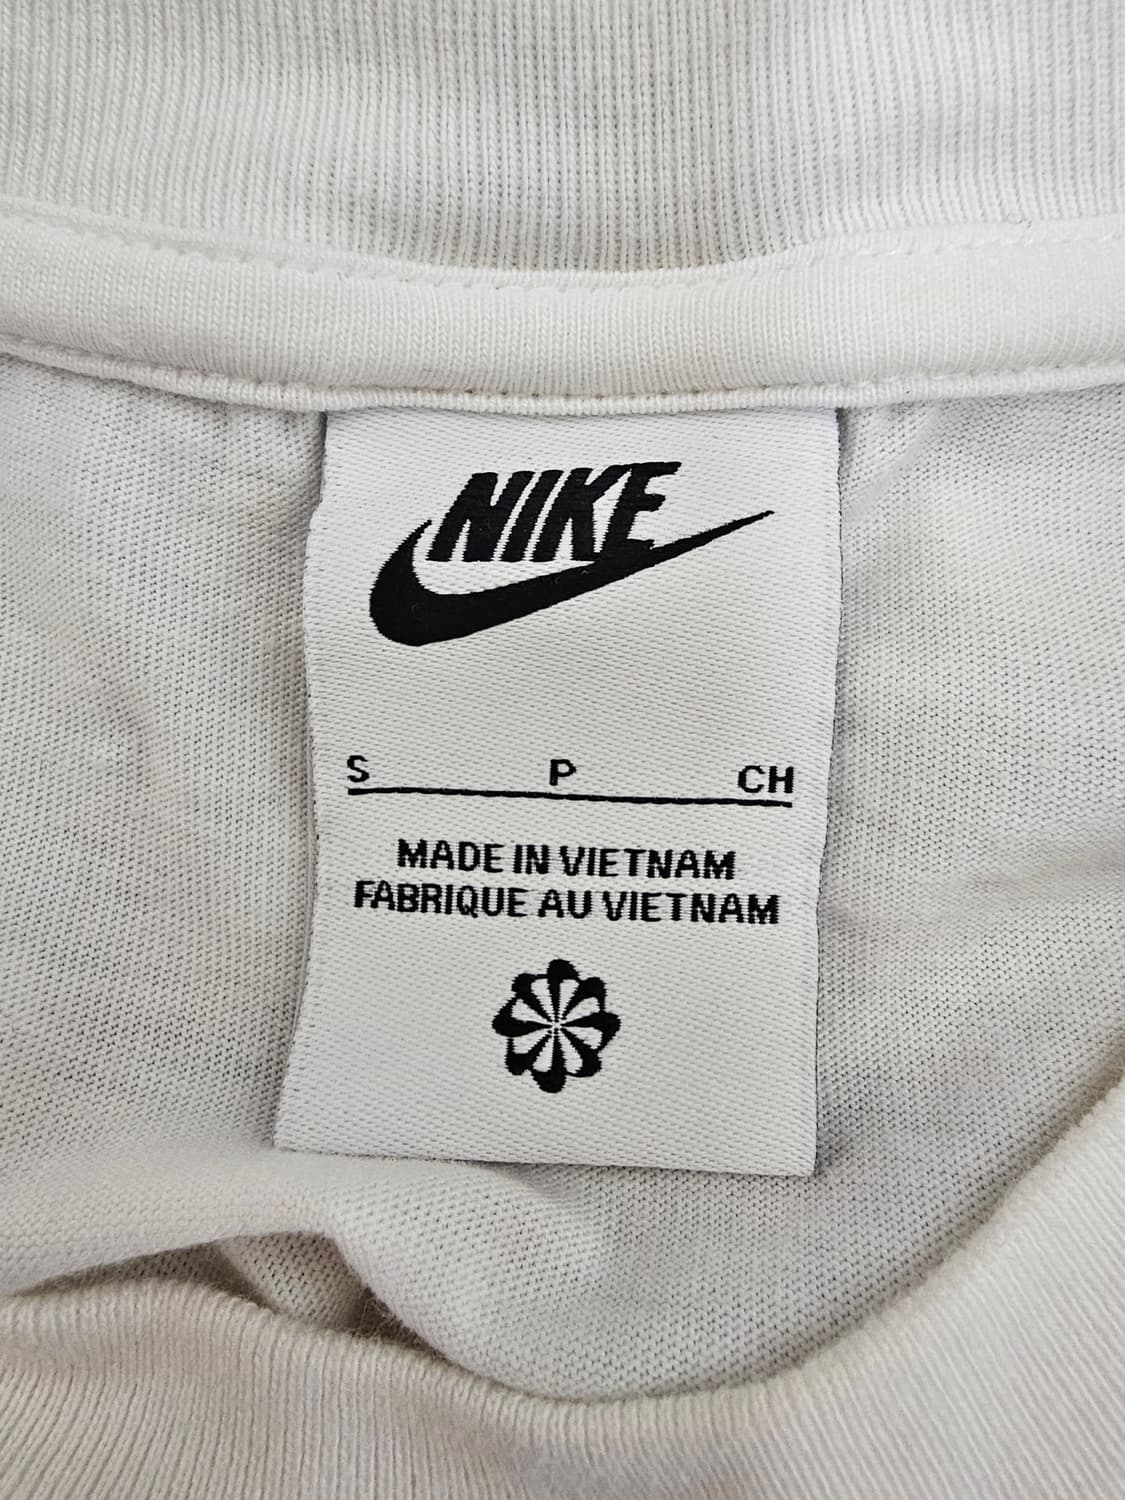 NIKE
S P CH
MADE IN VIETNAM
FABRIQUE AU VIETNAM